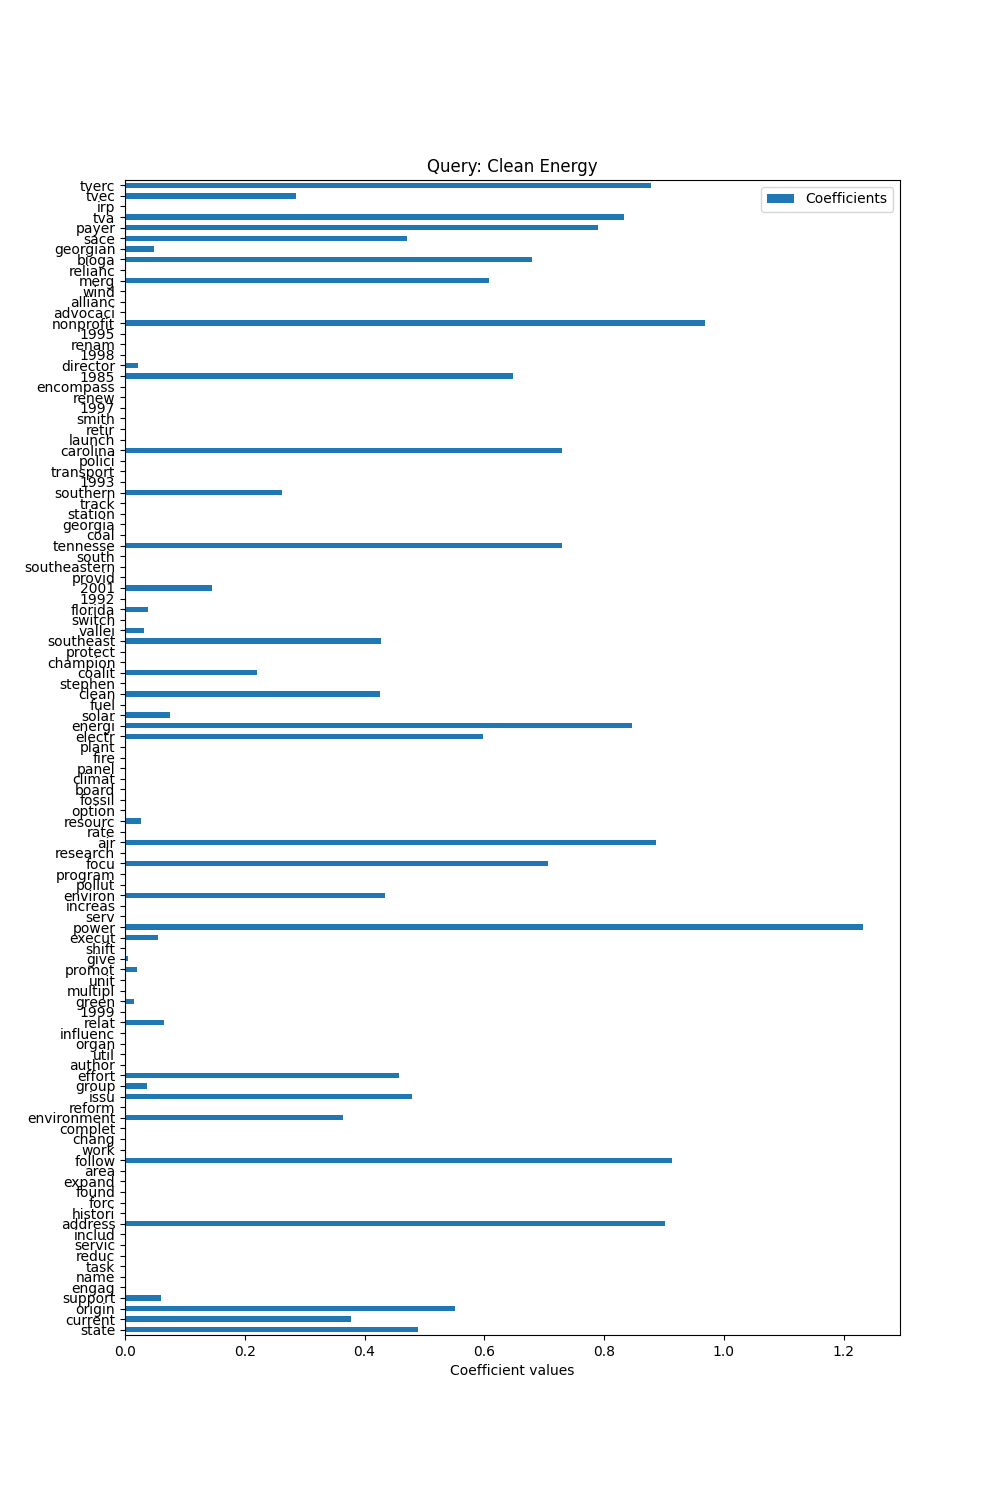 Query: Clean Energy
Coefficients
tverc
tvec
irp
tva
payer
sace
georgian
bioga
relianc
merg
wind
allianc
advocaci
nonprofit
1995
renam
1998
director
1985
encompass
renew
1997
smith
retir
launch
carolina
polici
transport
1993
southern
track
station
georgia
coal
tennesse
south
southeastern
provid
2001
1992
florida
switch
vallei
southeast
protect
champion
coalit
stephen
clean
fuel
solar
energi
electr
plant
fire
panel
climat
board
fossil
option
resourc
rate
air
research
focu
program
pollut
environ
increas
serv
power
execut
shift
give
promot
unit
multipl
green
1999
relat
influenc
organ
util
author
effort
group
issu
reform
environment
complet
chang
work
follow
area
expand
found
forc
histori
address
includ
servic
reduc
task
name
engag
support
origin
current
state
0.0 0.2 0.4 0.6 0.8 1.0 1.2
Coefficient values